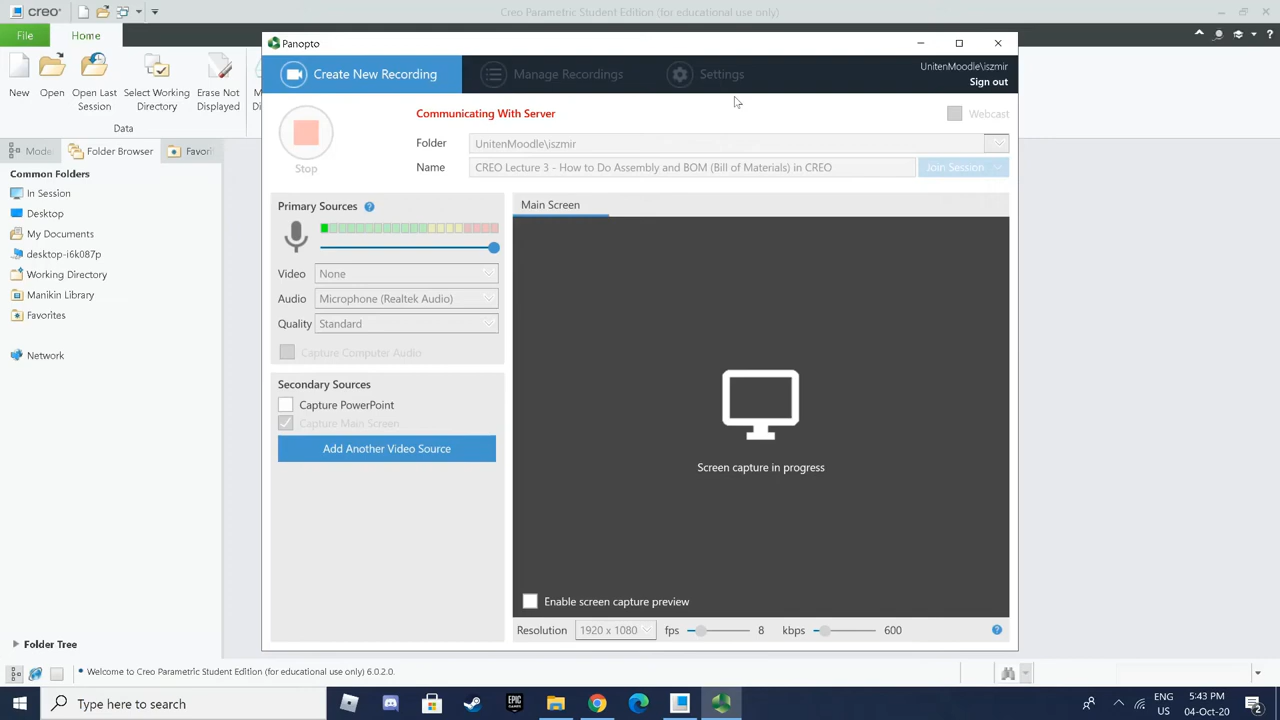 creo
Creo Parametric Student Edition (for educational use only)
File
Home
New
Open
Open Last
Session
Select Working
Directory
Erase Not
Displayed
Data
Folder Browser
Common Folders
In Session
Desktop
My Documents
desktop-i6k087p
Working Directory
Manikin Library
Favorites
Network
Folder Tree
Panopto
Create New Recording
Manage Recordings
Settings
UnitenMoodle\iszmir
Sign out
Communicating With Server
Webcast
Stop
Folder
UnitenMoodle\iszmir
Name
CREO Lecture 3 - How to Do Assembly and BOM (Bill of Materials) in CREO
Join Session
Primary Sources
Video
None
Audio
Microphone (Realtek Audio)
Quality
Standard
Capture Computer Audio
Secondary Sources
Capture PowerPoint
Capture Main Screen
Add Another Video Source
Main Screen
Screen capture in progress
Enable screen capture preview
Resolution
1920 x 1080
fps
8
kbps
600
Welcome to Creo Parametric Student Edition (for educational use only) 6.0.2.0.
Type here to search
EPIC
GAMES
ENG
US
5:43 PM
04-Oct-20
2